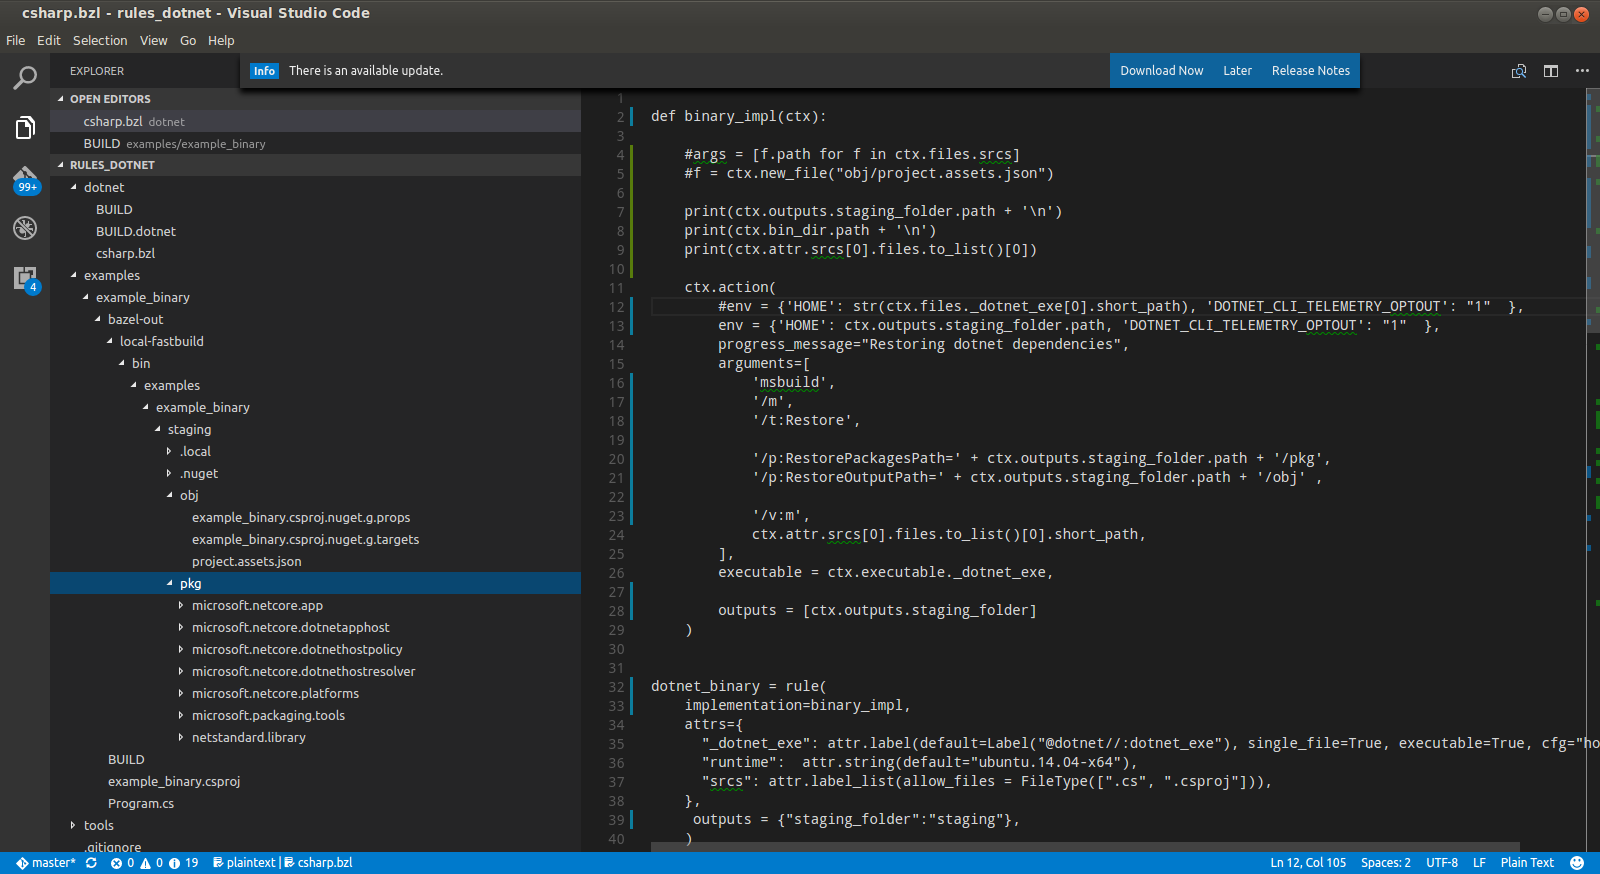 csharp.bzl - rules_dotnet - Visual Studio Code
File Edit Selection View Go Help
EXPLORER
Info There is an available update. Download Now Later Release Notes
OPEN EDITORS
csharp.bzl dotnet
BUILD examples/example_binary
RULES_DOTNET
dotnet
BUILD
BUILD.dotnet
csharp.bzl
examples
example_binary
bazel-out
local-fastbuild
bin
examples
example_binary
staging
.local
.nuget
obj
example_binary.csproj.nuget.g.props
example_binary.csproj.nuget.g.targets
project.assets.json
pkg
microsoft.netcore.app
microsoft.netcore.dotnetapphost
microsoft.netcore.dotnethostpolicy
microsoft.netcore.dotnethostresolver
microsoft.netcore.platforms
microsoft.packaging.tools
netstandard.library
BUILD
example_binary.csproj
Program.cs
tools
.gitignore
99+
4
1
2 def binary_impl(ctx):
3
4 #args = [f.path for f in ctx.files.srcs]
5 #f = ctx.new_file("obj/project.assets.json")
6
7 print(ctx.outputs.staging_folder.path + '\n')
8 print(ctx.bin_dir.path + '\n')
9 print(ctx.attr.srcs[0].files.to_list()[0])
10
11 ctx.action(
12 #env = {'HOME': str(ctx.files._dotnet_exe[0].short_path), 'DOTNET_CLI_TELEMETRY_OPTOUT': "1"  },
13 env = {'HOME': ctx.outputs.staging_folder.path, 'DOTNET_CLI_TELEMETRY_OPTOUT': "1"  },
14 progress_message="Restoring dotnet dependencies",
15 arguments=[
16 'msbuild',
17 '/m',
18 '/t:Restore',
19
20 '/p:RestorePackagesPath=' + ctx.outputs.staging_folder.path + '/pkg',
21 '/p:RestoreOutputPath=' + ctx.outputs.staging_folder.path + '/obj' ,
22
23 '/v:m',
24 ctx.attr.srcs[0].files.to_list()[0].short_path,
25 ],
26 executable = ctx.executable._dotnet_exe,
27
28 outputs = [ctx.outputs.staging_folder]
29 )
30
31
32 dotnet_binary = rule(
33 implementation=binary_impl,
34 attrs={
35 "_dotnet_exe": attr.label(default=Label("@dotnet//:dotnet_exe"), single_file=True, executable=True, cfg="ho
36 "runtime":  attr.string(default="ubuntu.14.04-x64"),
37 "srcs": attr.label_list(allow_files = FileType([".cs", ".csproj"])),
38 },
39 outputs = {"staging_folder":"staging"},
40 )
master* 0 0 19 plaintext | csharp.bzl Ln 12, Col 105 Spaces: 2 UTF-8 LF Plain Text